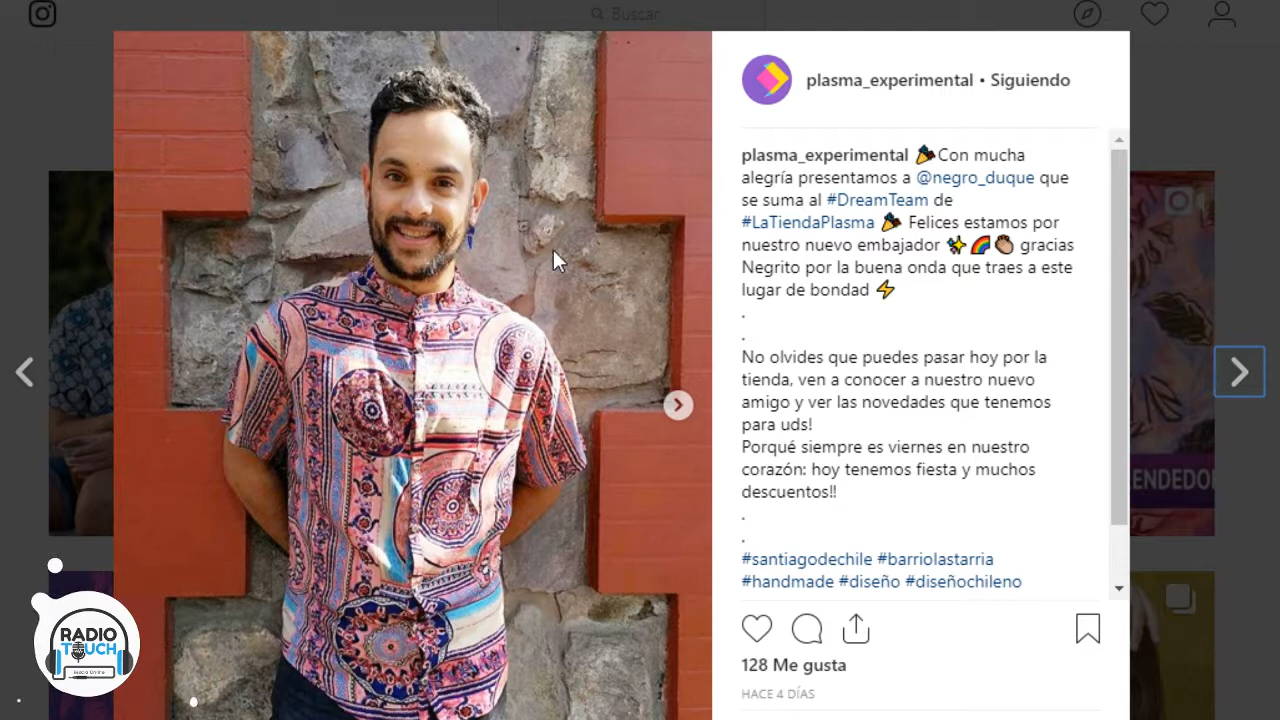 Buscar
plasma_experimental • Siguiendo
plasma_experimental 🎉Con mucha
alegría presentamos a @negro_duque que
se suma al #DreamTeam de
#LaTiendaPlasma 🎉 Felices estamos por
nuestro nuevo embajador ✨🌈👏🏽 gracias
Negrito por la buena onda que traes a este
lugar de bondad ⚡
.
.
No olvides que puedes pasar hoy por la
tienda, ven a conocer a nuestro nuevo
amigo y ver las novedades que tenemos
para uds!
Porqué siempre es viernes en nuestro
corazón: hoy tenemos fiesta y muchos
descuentos!!
.
.
#santiagodechile #barriolastarria
#handmade #diseño #diseñochileno
128 Me gusta
HACE 4 DÍAS
ENDEDO
RADIO
TOUCH